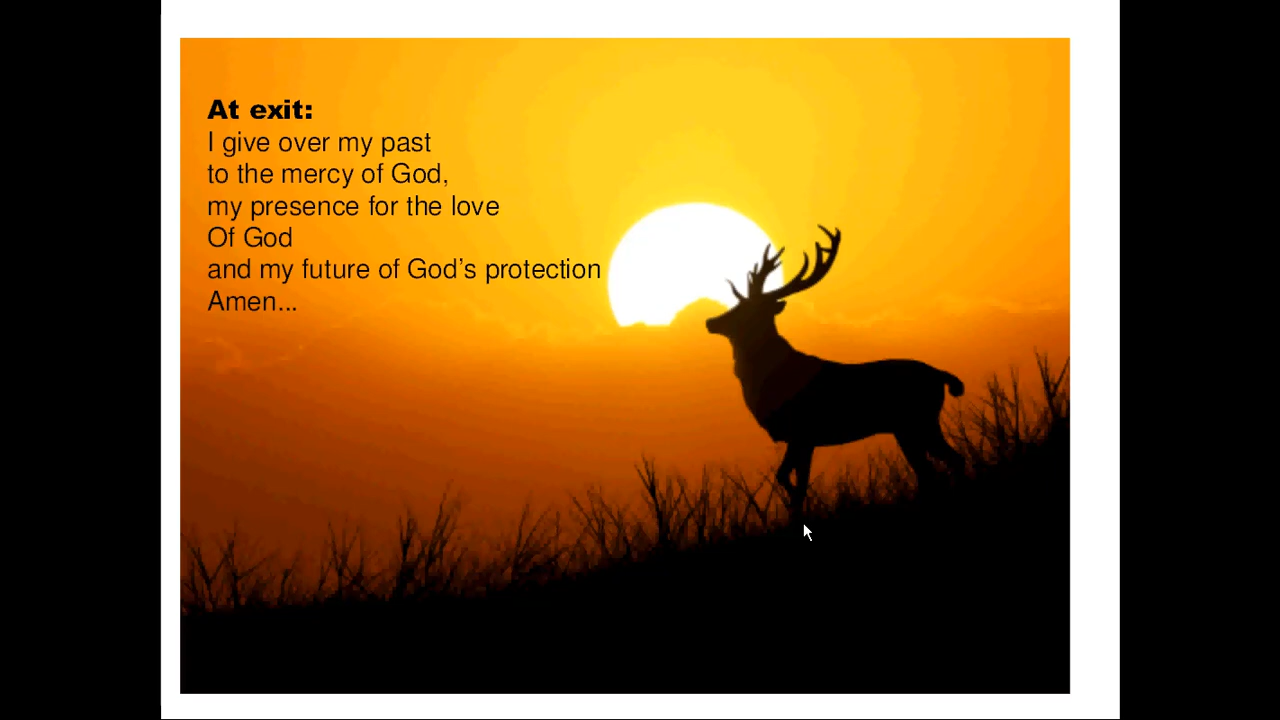 At exit:
I give over my past
to the mercy of God,
my presence for the love
Of God
and my future of God’s protection
Amen...